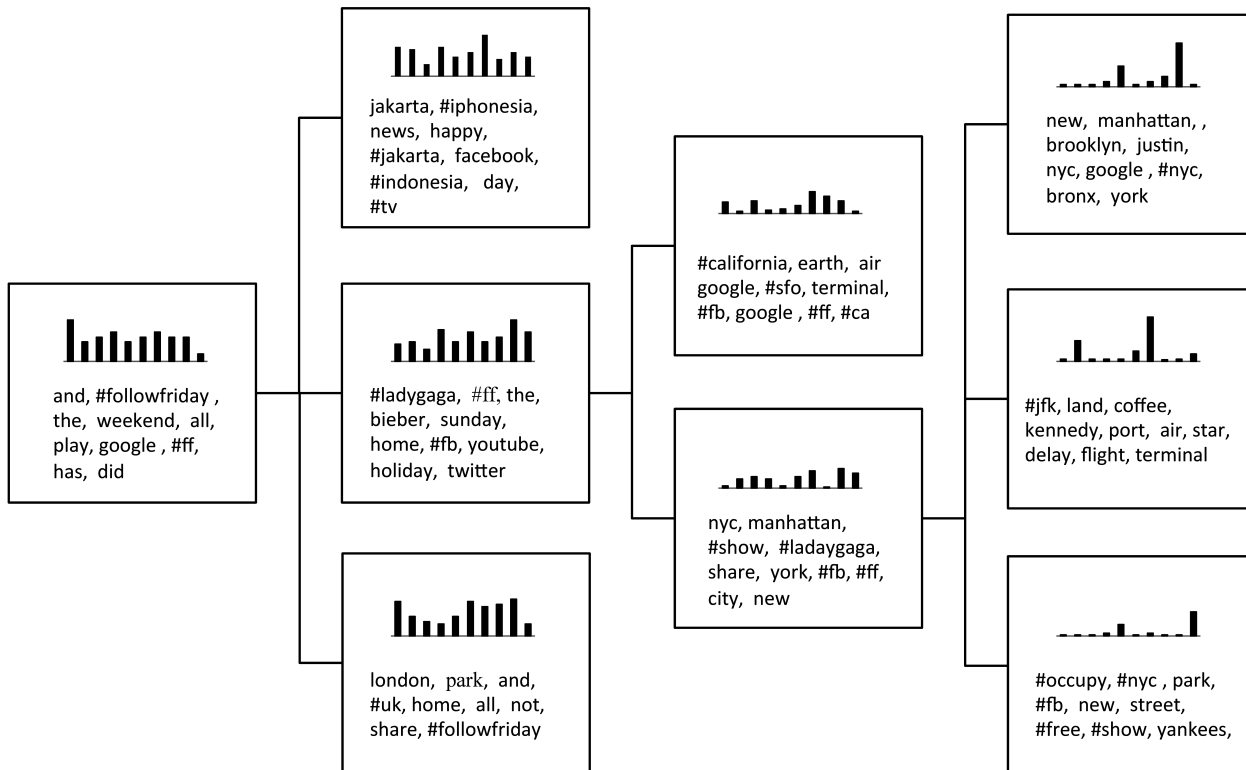 and, #followfriday ,
the, weekend, all,
play, google , #ff,
has, did
jakarta, #iphonesia,
news, happy,
#jakarta, facebook,
#indonesia, day,
#tv
#ladygaga, #ff, the,
bieber, sunday,
home, #fb, youtube,
holiday, twitter
london, park, and,
#uk, home, all, not,
share, #followfriday
#california, earth, air
google, #sfo, terminal,
#fb, google , #ff, #ca
nyc, manhattan,
#show, #ladaygaga,
share, york, #fb, #ff,
city, new
new, manhattan, ,
brooklyn, justin,
nyc, google , #nyc,
bronx, york
#jfk, land, coffee,
kennedy, port, air, star,
delay, flight, terminal
#occupy, #nyc , park,
#fb, new, street,
#free, #show, yankees,